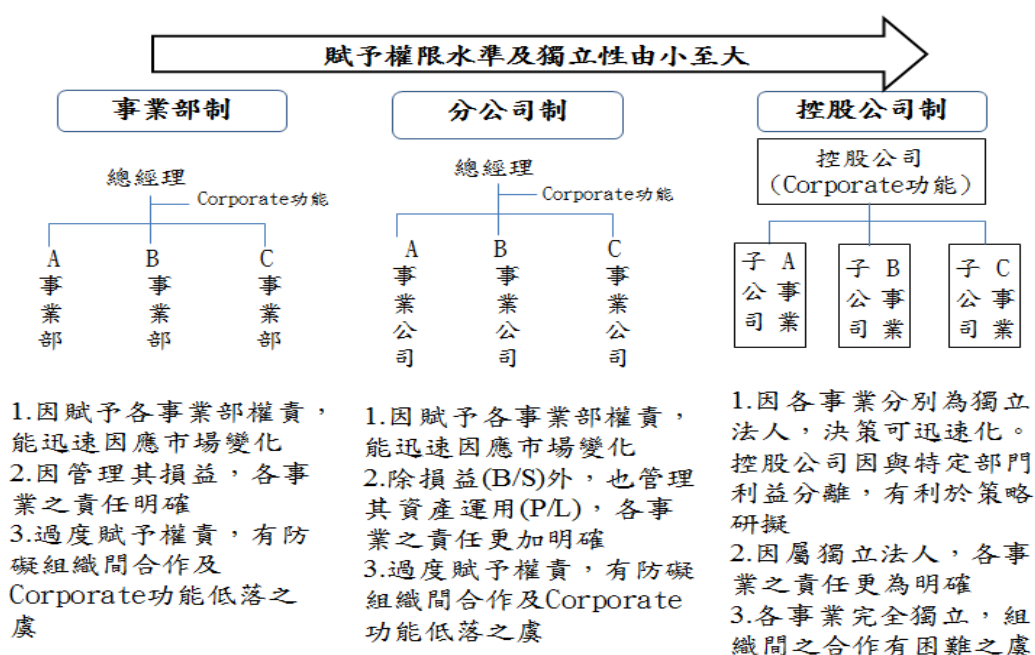 賦予權限水準及獨立性由小至大
事業部制
總經理
Corporate功能
A事業部
B事業部
C事業部
1.因賦予各事業部權責，
能迅速因應市場變化
2.因管理其損益，各事
業之責任明確
3.過度賦予權責，有防
礙組織間合作及
Corporate功能低落之
虞
分公司制
總經理
Corporate功能
A事業公司
B事業公司
C事業公司
1.因賦予各事業部權責，
能迅速因應市場變化
2.除損益(B/S)外，也管理
其資產運用(P/L)，各事
業之責任更加明確
3.過度賦予權責，有防礙
組織間合作及Corporate
功能低落之虞
控股公司制
控股公司
（Corporate功能）
A事業
子公司
B事業
子公司
C事業
子公司
1.因各事業分別為獨立
法人，決策可迅速化。
控股公司因與特定部門
利益分離，有利於策略
研擬
2.因屬獨立法人，各事
業之責任更為明確
3.各事業完全獨立，組
織間之合作有困難之虞